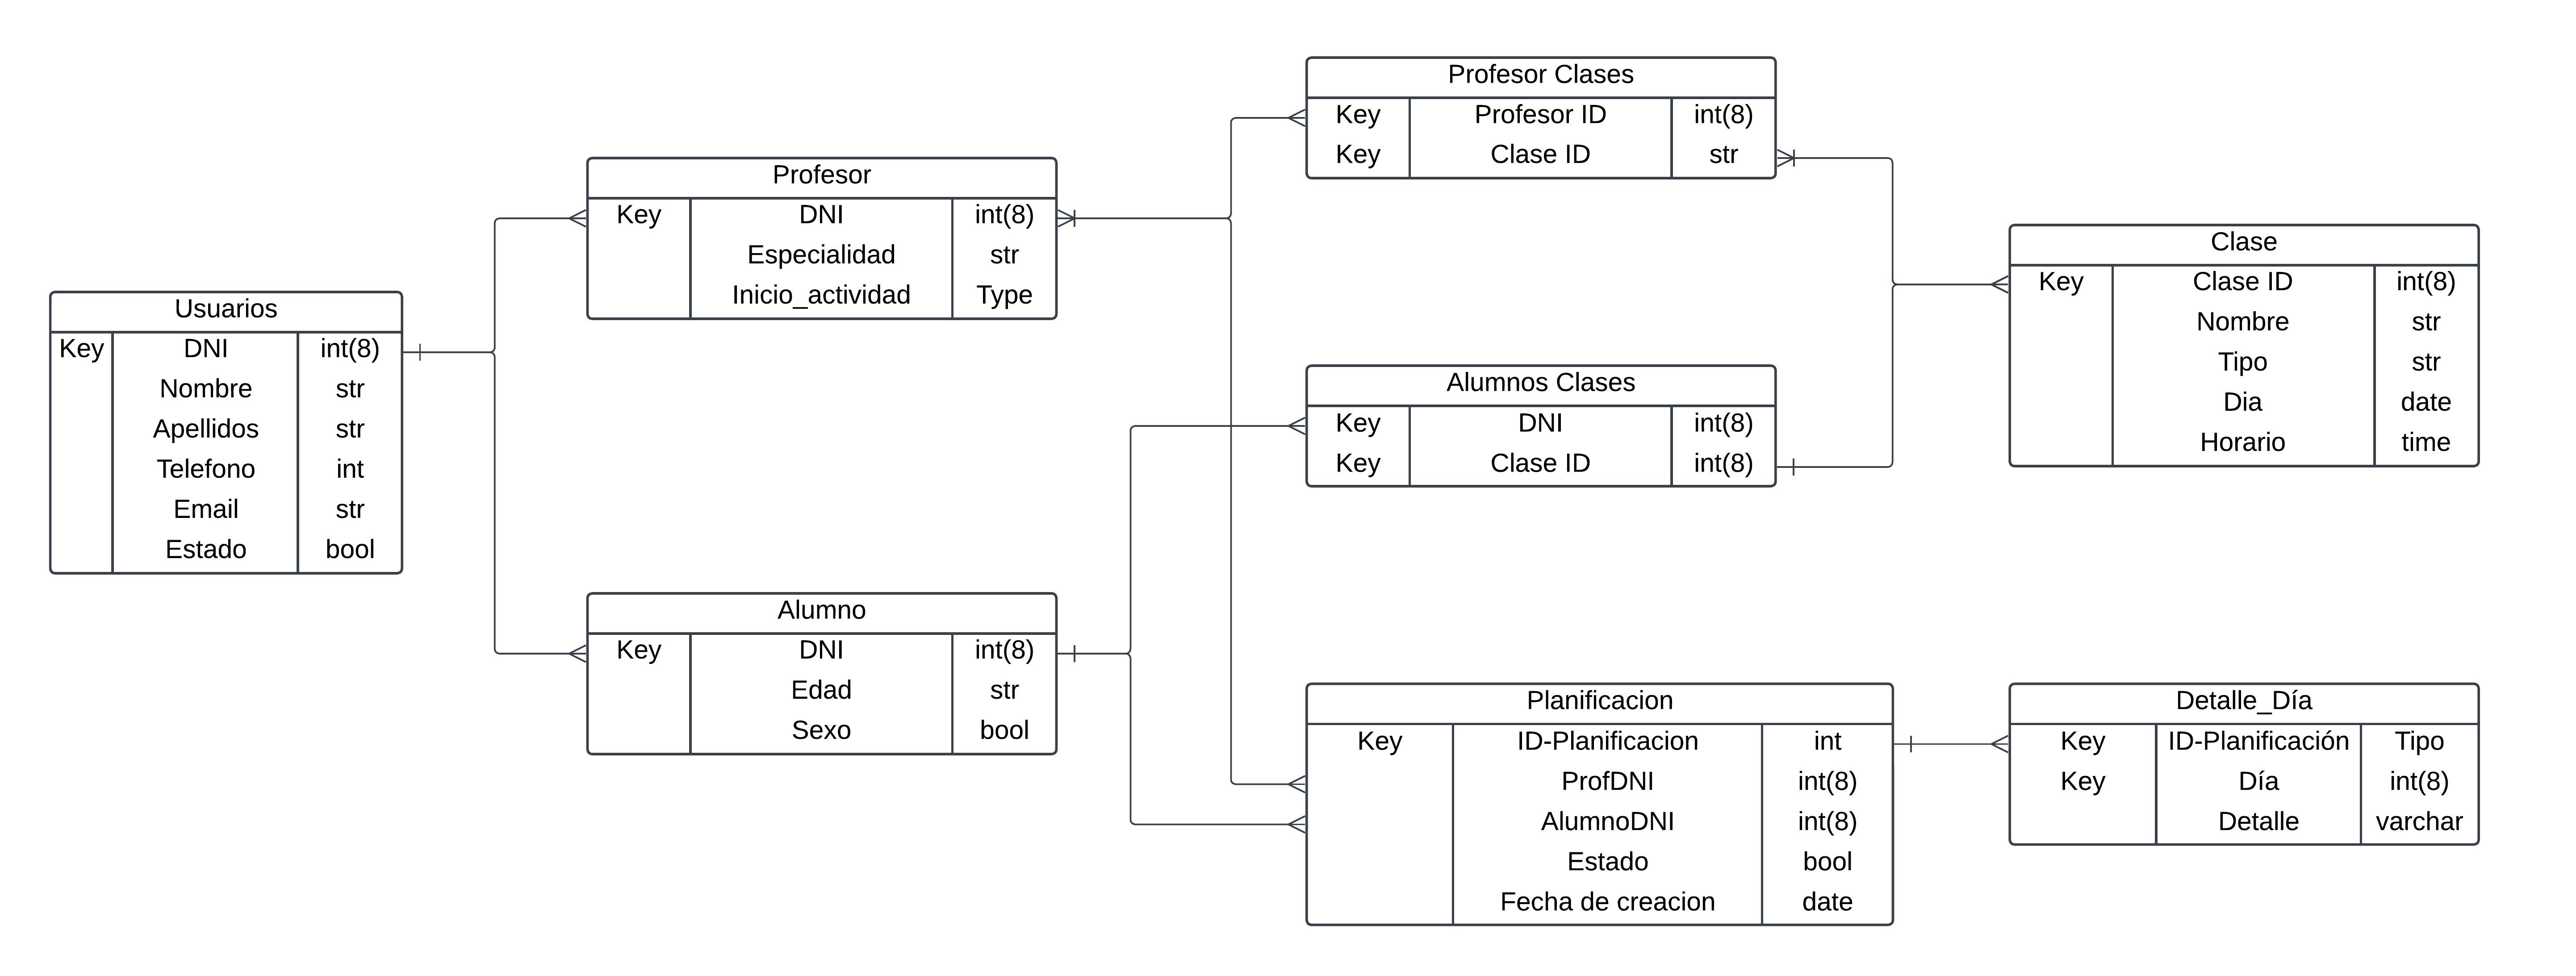 Usuarios
Key DNI int(8)
Nombre str
Apellidos str
Telefono int
Email str
Estado bool
Profesor
Key DNI int(8)
Especialidad str
Inicio_actividad Type
Alumno
Key DNI int(8)
Edad str
Sexo bool
Profesor Clases
Key Profesor ID int(8)
Key Clase ID str
Alumnos Clases
Key DNI int(8)
Key Clase ID int(8)
Planificacion
Key ID-Planificacion int
ProfDNI int(8)
AlumnoDNI int(8)
Estado bool
Fecha de creacion date
Clase
Key Clase ID int(8)
Nombre str
Tipo str
Dia date
Horario time
Detalle_Día
Key ID-Planificación Tipo
Key Día int(8)
Detalle varchar